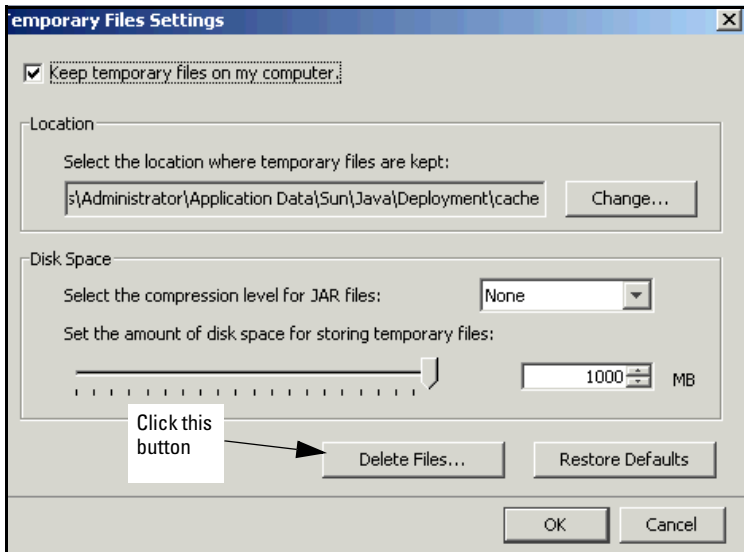 emporary Files Settings
Keep temporary files on my computer.
Location
Select the location where temporary files are kept:
s\Administrator\Application Data\Sun\Java\Deployment\cache
Change...
Disk Space
Select the compression level for JAR files:
None
Set the amount of disk space for storing temporary files:
1000
MB
Click this
button
Delete Files...
Restore Defaults
OK
Cancel